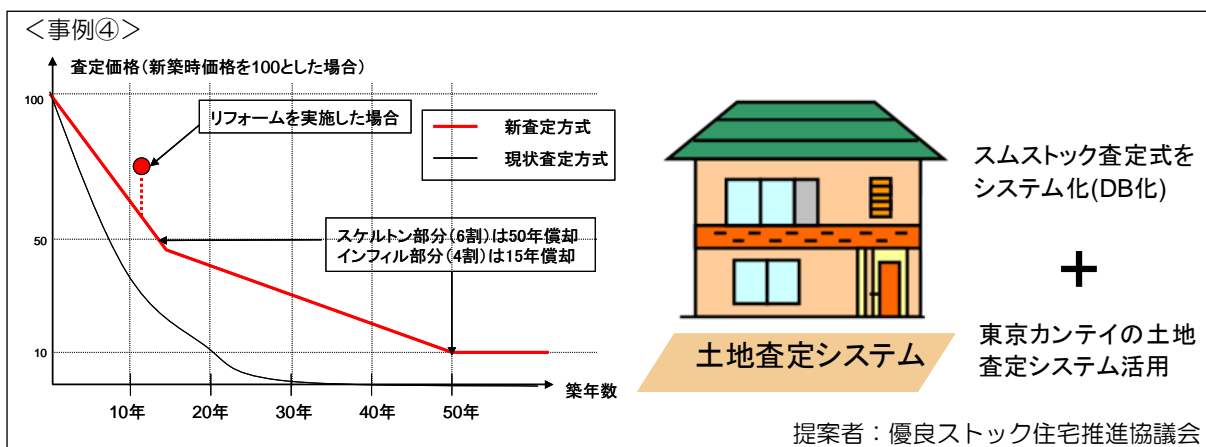 ＜事例④＞
査定価格（新築時価格を100とした場合）
100
リフォームを実施した場合
新査定方式
現状査定方式
50
スケルトン部分（6割）は50年償却
インフィル部分（4割）は15年償却
10
築年数
10年
20年
30年
40年
50年
スムストック査定式を
システム化(DB化)
＋
土地査定システム
東京カンテイの土地
査定システム活用
提案者：優良ストック住宅推進協議会